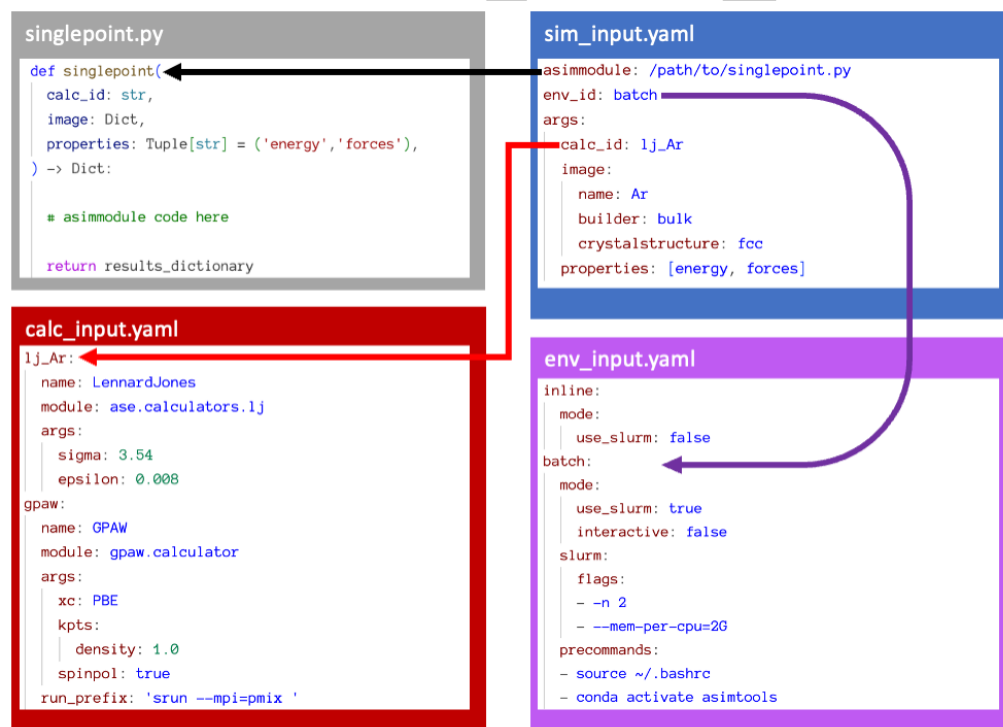 singlepoint.py
def singlepoint(
calc_id: str,
image: Dict,
properties: Tuple[str] = ('energy','forces'),
) -> Dict:
# asimmodule code here
return results_dictionary
sim_input.yaml
asimmodule: /path/to/singlepoint.py
env_id: batch
args:
calc_id: lj_Ar
image:
name: Ar
builder: bulk
crystalstructure: fcc
properties: [energy, forces]
calc_input.yaml
lj_Ar:
name: LennardJones
module: ase.calculators.lj
args:
sigma: 3.54
epsilon: 0.008
gpaw:
name: GPAW
module: gpaw.calculator
args:
xc: PBE
kpts:
density: 1.0
spinpol: true
run_prefix: 'srun --mpi=pmix '
env_input.yaml
inline:
mode:
use_slurm: false
batch:
mode:
use_slurm: true
interactive: false
slurm:
flags:
- -n 2
- --mem-per-cpu=2G
precommands:
- source ~/.bashrc
- conda activate asimtools